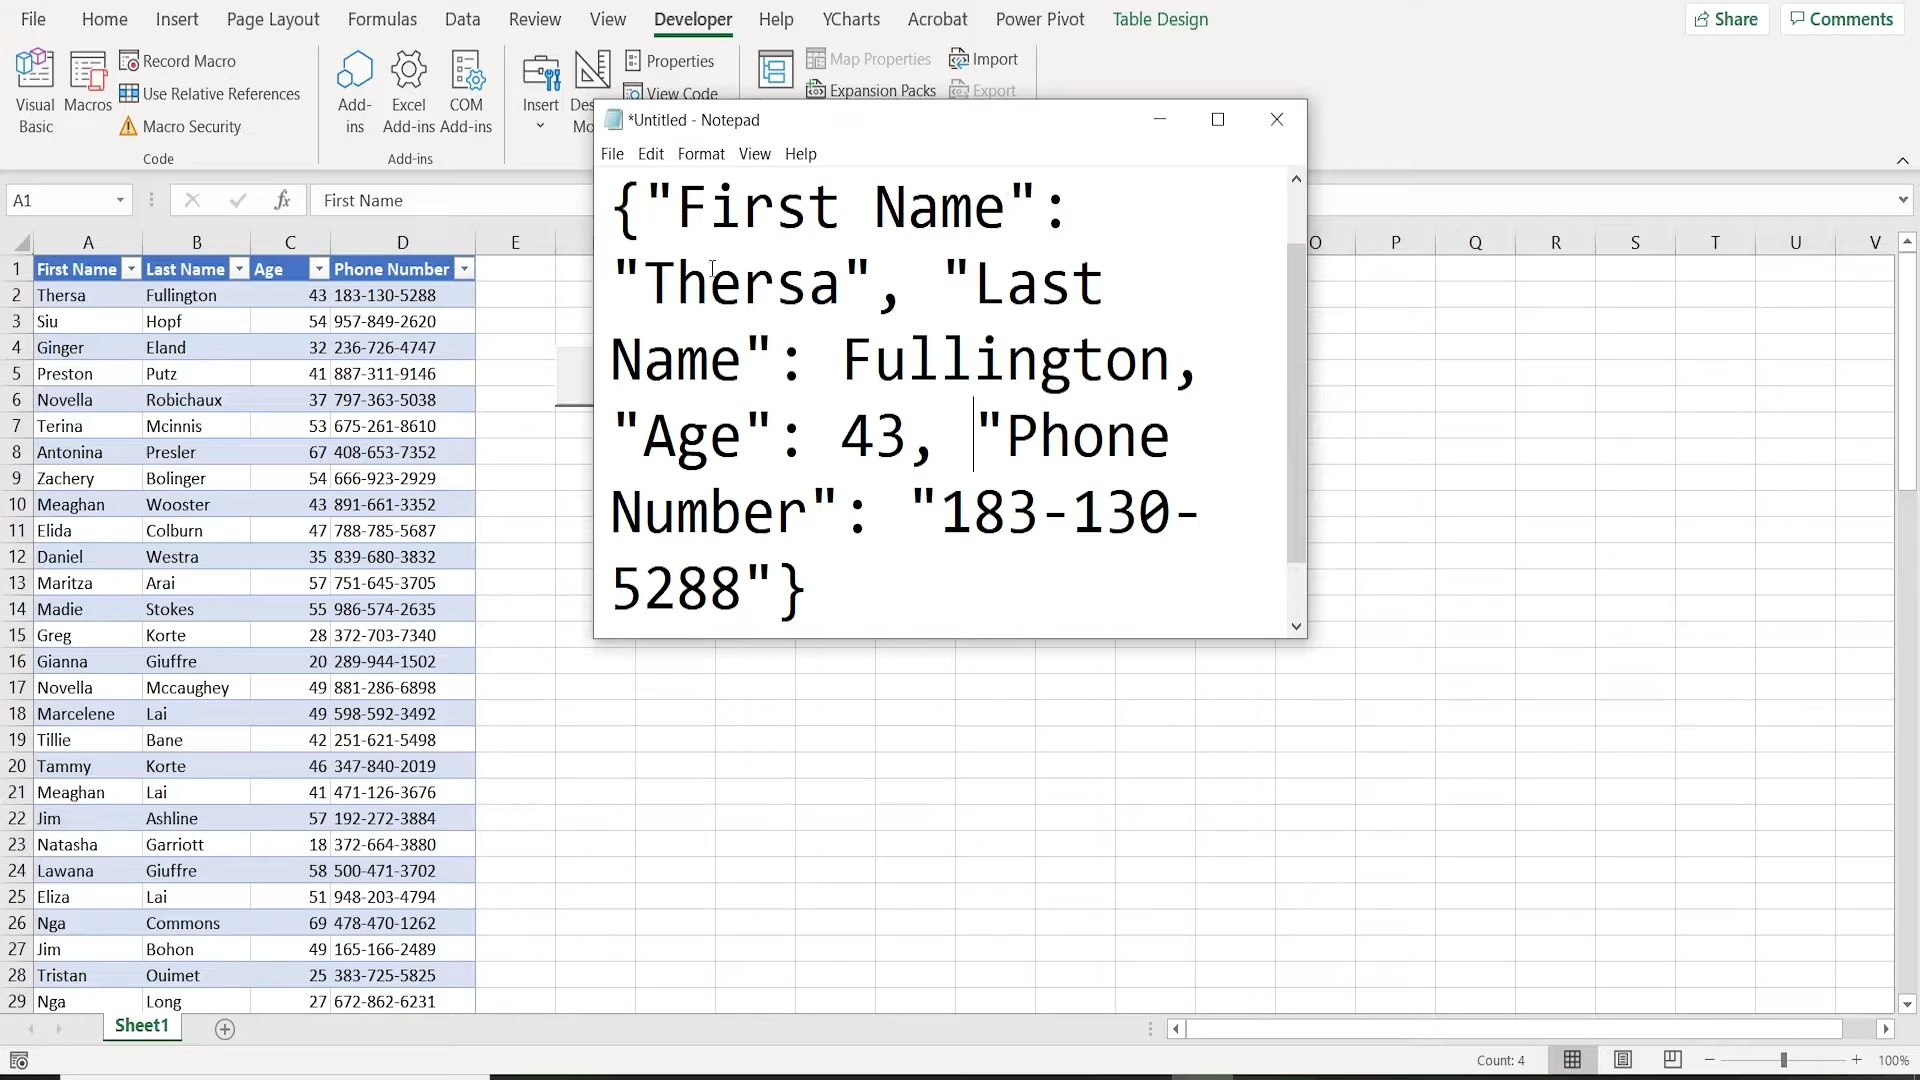 File Home Insert Page Layout Formulas Data Review View Developer Help YCharts Acrobat Power Pivot Table Design Share Comments
Visual Basic
Macros
Record Macro
Use Relative References
Macro Security
Code
Add-ins
Excel Add-ins
COM Add-ins
Add-ins
Insert
Properties
View Code
Map Properties
Expansion Packs
Import
Export
*Untitled - Notepad
File Edit Format View Help
{"First Name":
"Thersa", "Last
Name": Fullington,
"Age": 43, "Phone
Number": "183-130-
5288"}
A1 fx First Name
A B C D E O P Q R S T U V
1 First Name Last Name Age Phone Number
2 Thersa Fullington 43 183-130-5288
3 Siu Hopf 54 957-849-2620
4 Ginger Eland 32 236-726-4747
5 Preston Putz 41 887-311-9146
6 Novella Robichaux 37 797-363-5038
7 Terina Mcinnis 53 675-261-8610
8 Antonina Presler 67 408-653-7352
9 Zachery Bolinger 54 666-923-2929
10 Meaghan Wooster 43 891-661-3352
11 Elida Colburn 47 788-785-5687
12 Daniel Westra 35 839-680-3832
13 Maritza Arai 57 751-645-3705
14 Madie Stokes 55 986-574-2635
15 Greg Korte 28 372-703-7340
16 Gianna Giuffre 20 289-944-1502
17 Novella Mccaughey 49 881-286-6898
18 Marcelene Lai 49 598-592-3492
19 Tillie Bane 42 251-621-5498
20 Tammy Korte 46 347-840-2019
21 Meaghan Lai 41 471-126-3676
22 Jim Ashline 57 192-272-3884
23 Natasha Garriott 18 372-664-3880
24 Lawana Giuffre 58 500-471-3702
25 Eliza Lai 51 948-203-4794
26 Nga Commons 69 478-470-1262
27 Jim Bohon 49 165-166-2489
28 Tristan Ouimet 25 383-725-5825
29 Nga Long 27 672-862-6231
Sheet1
Count: 4 100%